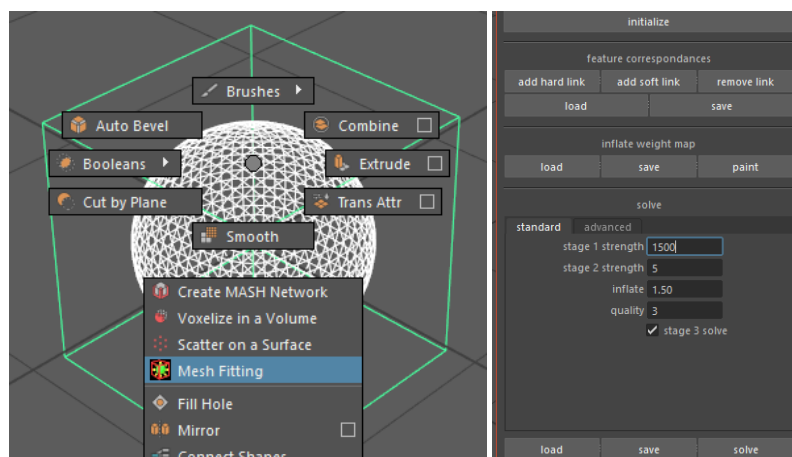 Brushes
Auto Bevel
Combine
Booleans
Extrude
Cut by Plane
Trans Attr
Smooth
Create MASH Network
Voxelize in a Volume
Scatter on a Surface
Mesh Fitting
Fill Hole
Mirror
Connect Shapes
initialize
feature correspondances
add hard link add soft link remove link
load save
inflate weight map
load save paint
solve
standard advanced
stage 1 strength 1500
stage 2 strength 5
inflate 1.50
quality 3
stage 3 solve
load save solve